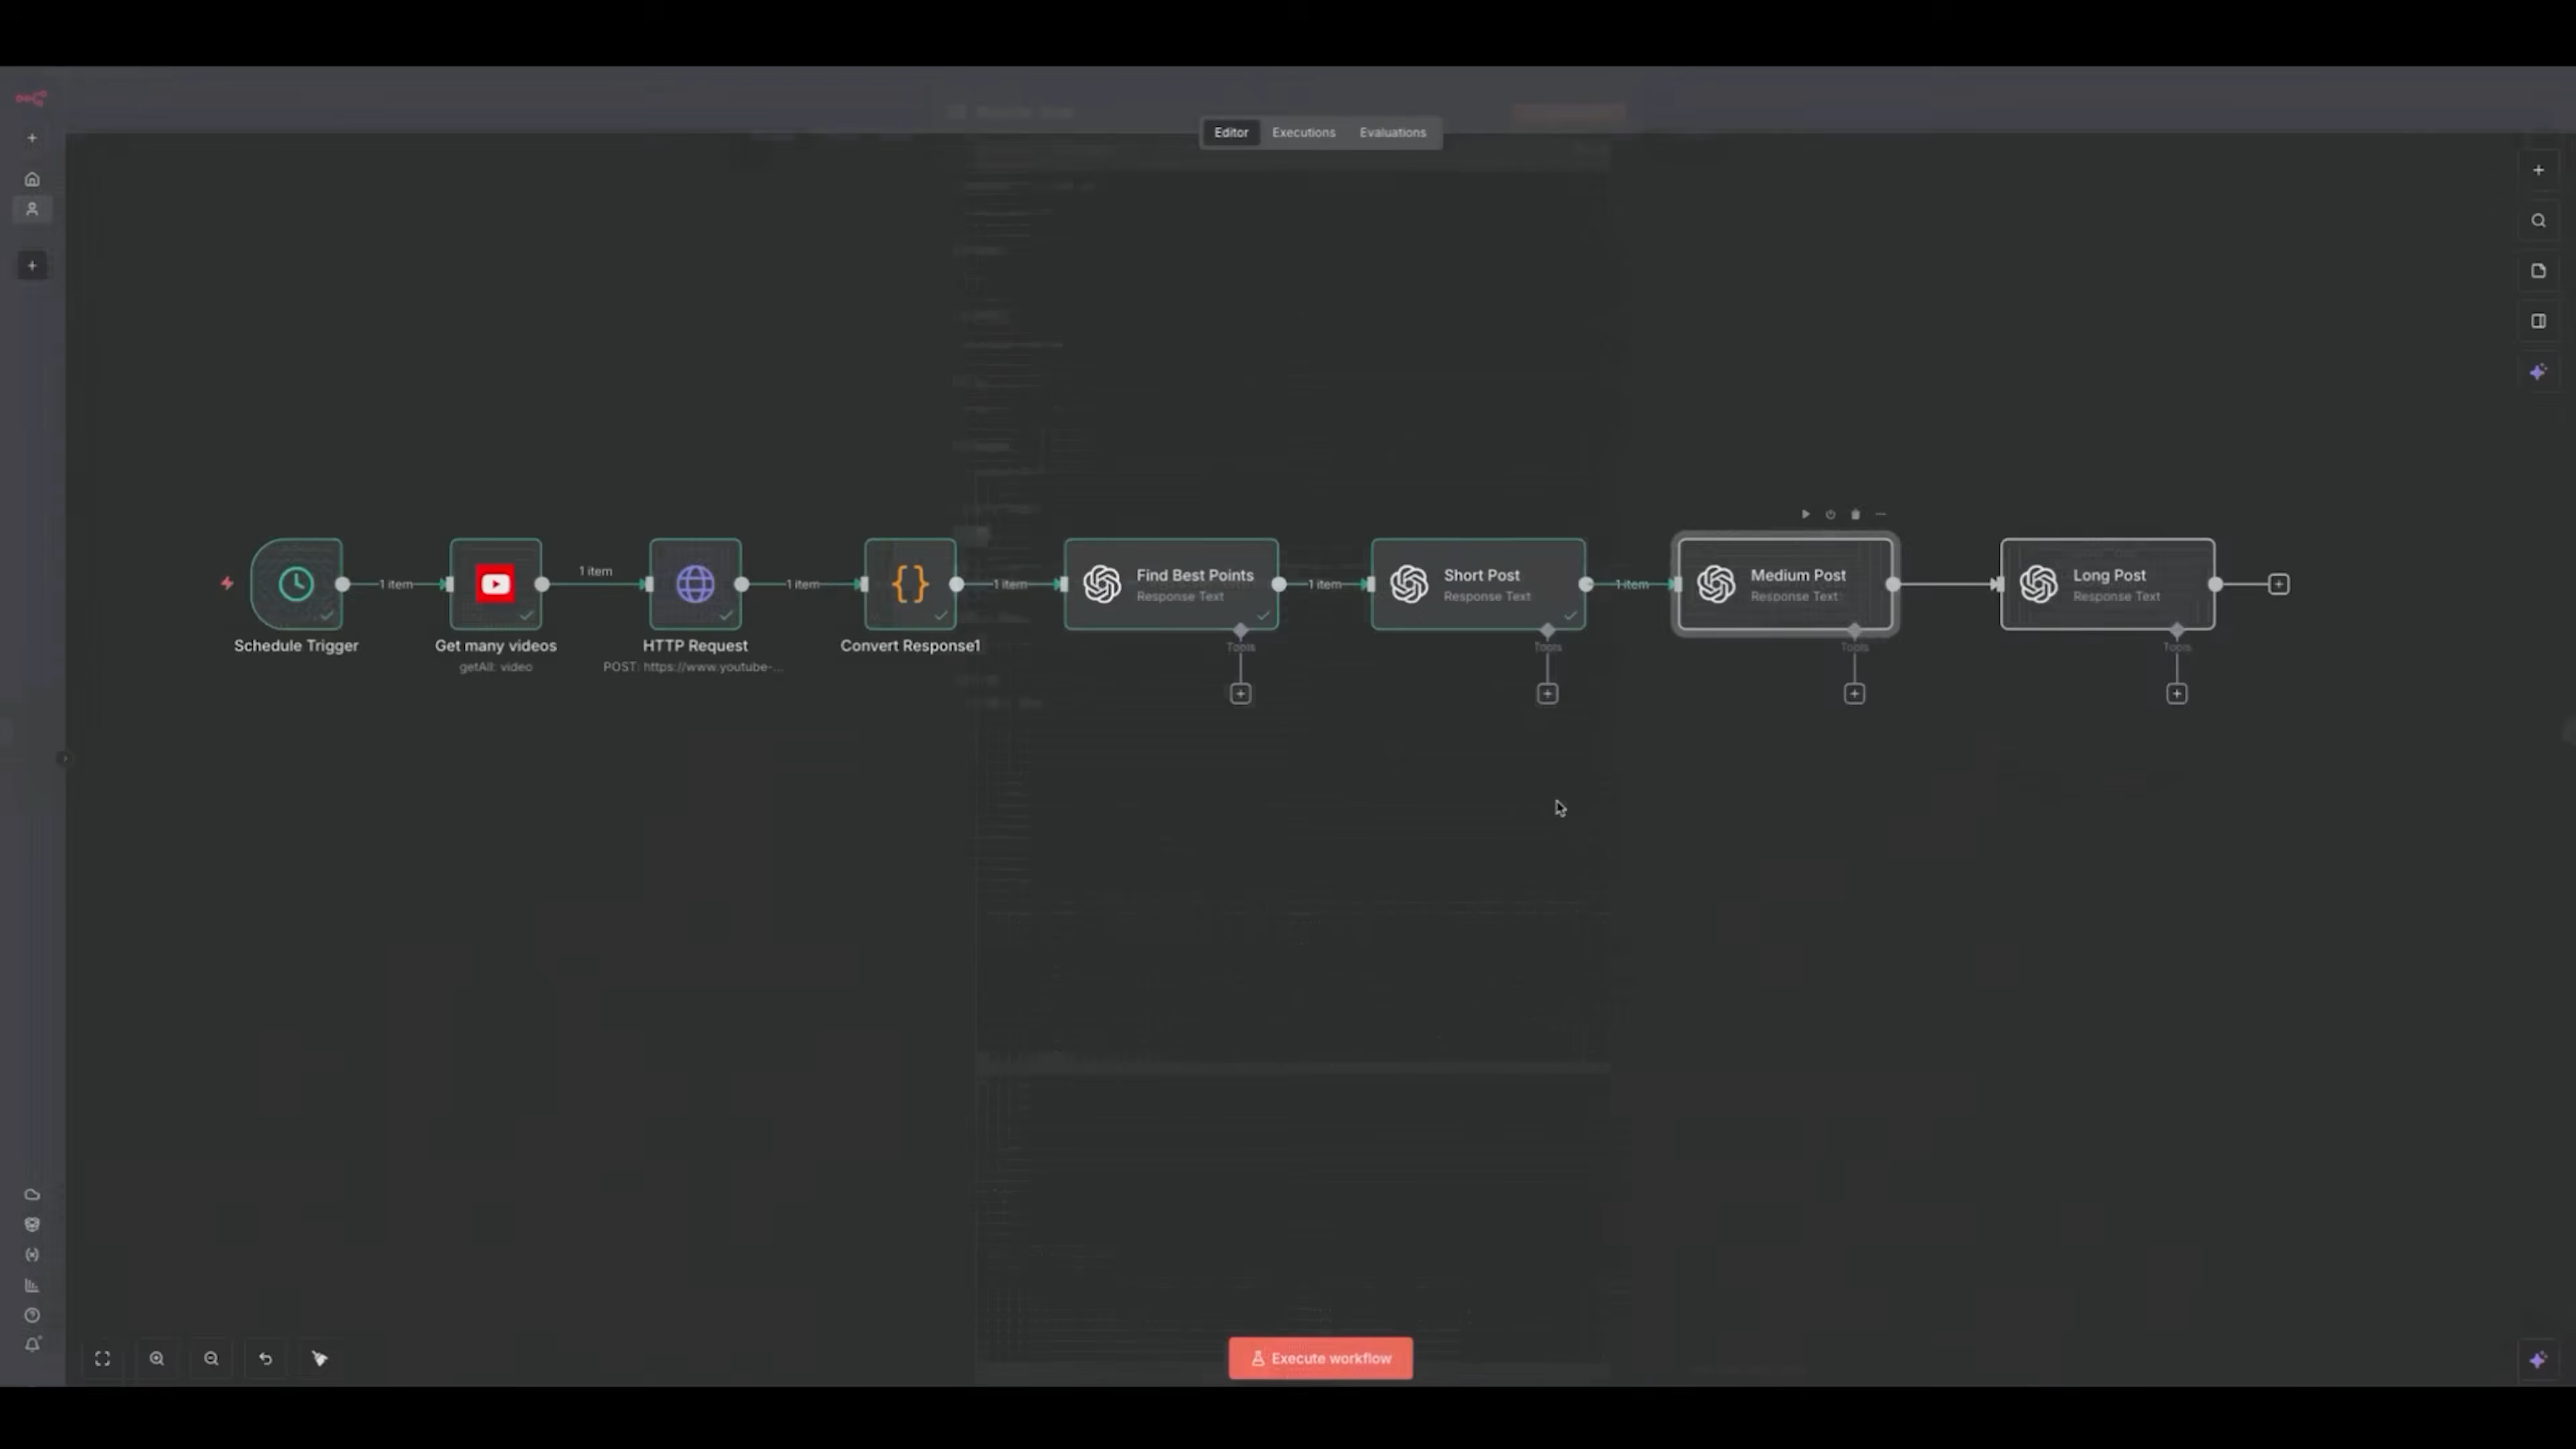 Editor Executions Evaluations
1 item
1 item
1 item
1 item
Find Best Points
Response Text
1 item
Short Post
Response Text
1 item
Medium Post
Response Text
Long Post
Response Text
Schedule Trigger
Get many videos
getAll: video
HTTP Request
POST: https://www.youtube-...
Convert Response1
Tools
Tools
Tools
Tools
Execute workflow